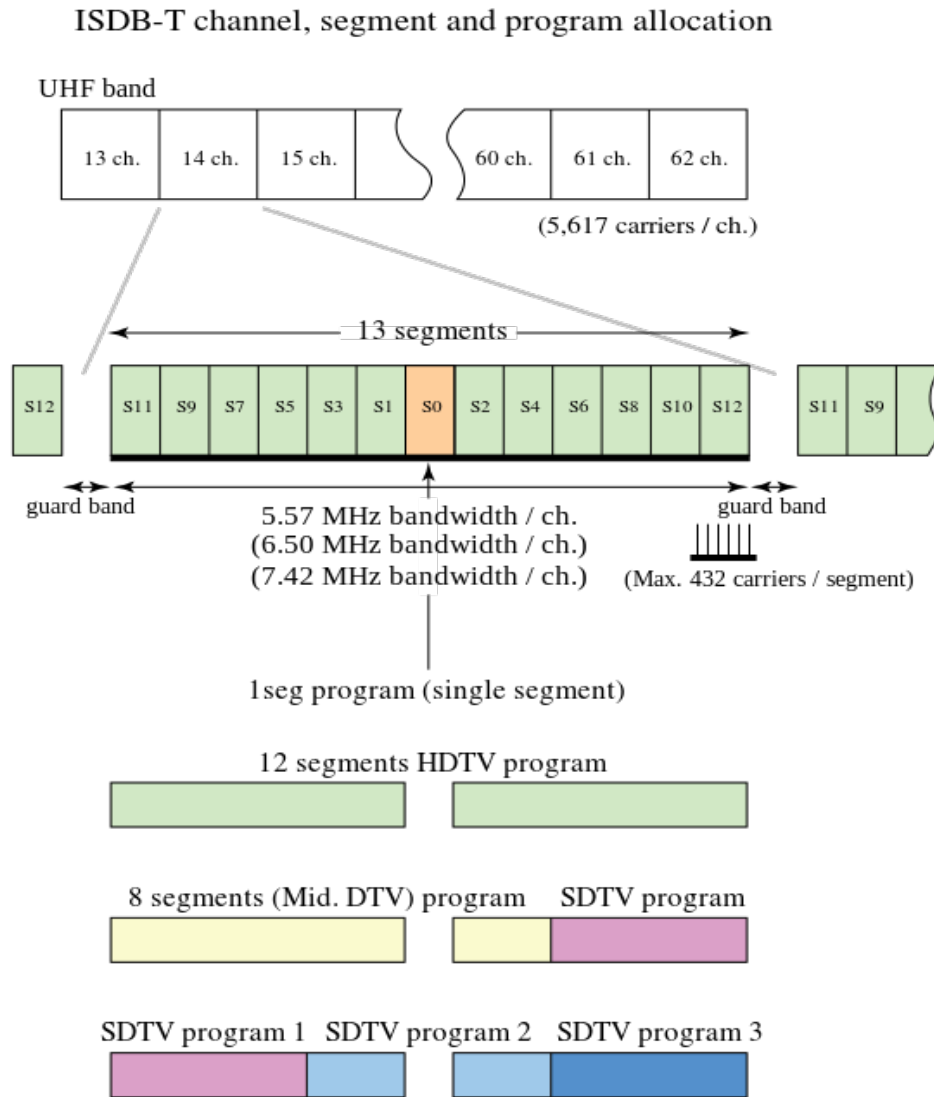 ISDB-T channel, segment and program allocation
UHF band
13 ch. 14 ch. 15 ch. 60 ch. 61 ch. 62 ch.
(5,617 carriers / ch.)
13 segments
S12 S11 S9 S7 S5 S3 S1 S0 S2 S4 S6 S8 S10 S12 S11 S9
guard band guard band
5.57 MHz bandwidth / ch.
(6.50 MHz bandwidth / ch.)
(7.42 MHz bandwidth / ch.)
(Max. 432 carriers / segment)
1seg program (single segment)
12 segments HDTV program
8 segments (Mid. DTV) program SDTV program
SDTV program 1 SDTV program 2 SDTV program 3